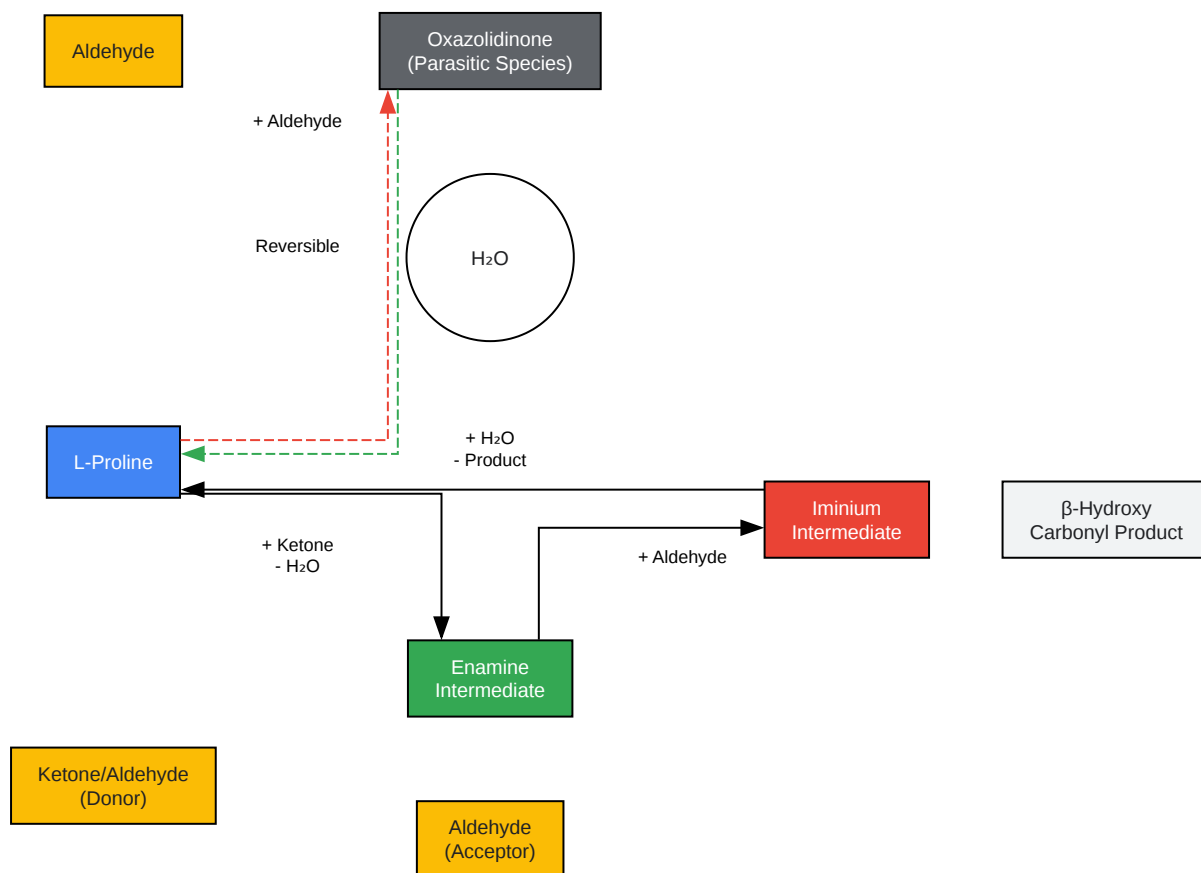 Aldehyde
Oxazolidinone
(Parasitic Species)
+ Aldehyde
Reversible
H₂O
L-Proline
+ H₂O
- Product
Iminium
Intermediate
β-Hydroxy
Carbonyl Product
+ Ketone
- H₂O
+ Aldehyde
Enamine
Intermediate
Ketone/Aldehyde
(Donor)
Aldehyde
(Acceptor)